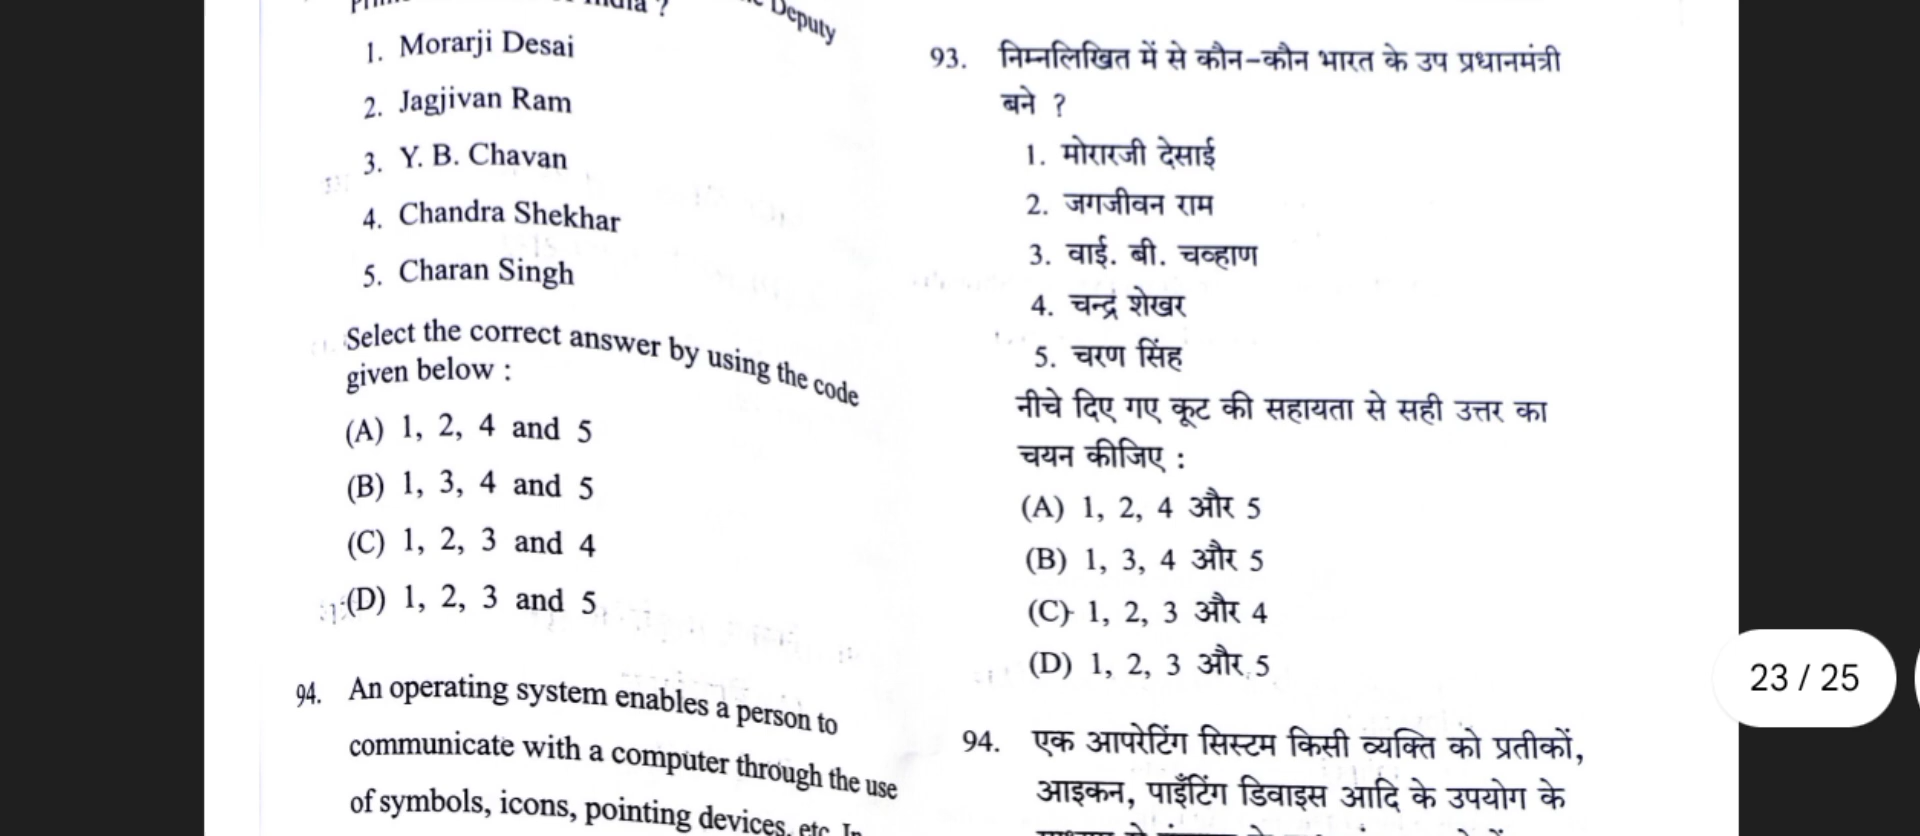 India ?
Deputy
1. Morarji Desai
2. Jagjivan Ram
3. Y. B. Chavan
4. Chandra Shekhar
5. Charan Singh
Select the correct answer by using the code
given below :
(A) 1, 2, 4 and 5
(B) 1, 3, 4 and 5
(C) 1, 2, 3 and 4
(D) 1, 2, 3 and 5
94. An operating system enables a person to
communicate with a computer through the use
of symbols, icons, pointing devices, etc. In
93. निम्नलिखित में से कौन-कौन भारत के उप प्रधानमंत्री
बने ?
1. मोरारजी देसाई
2. जगजीवन राम
3. वाई. बी. चव्हाण
4. चन्द्र शेखर
5. चरण सिंह
नीचे दिए गए कूट की सहायता से सही उत्तर का
चयन कीजिए :
(A) 1, 2, 4 और 5
(B) 1, 3, 4 और 5
(C) 1, 2, 3 और 4
(D) 1, 2, 3 और 5
94. एक आपरेटिंग सिस्टम किसी व्यक्ति को प्रतीकों,
आइकन, पाइँटिंग डिवाइस आदि के उपयोग के
23 / 25